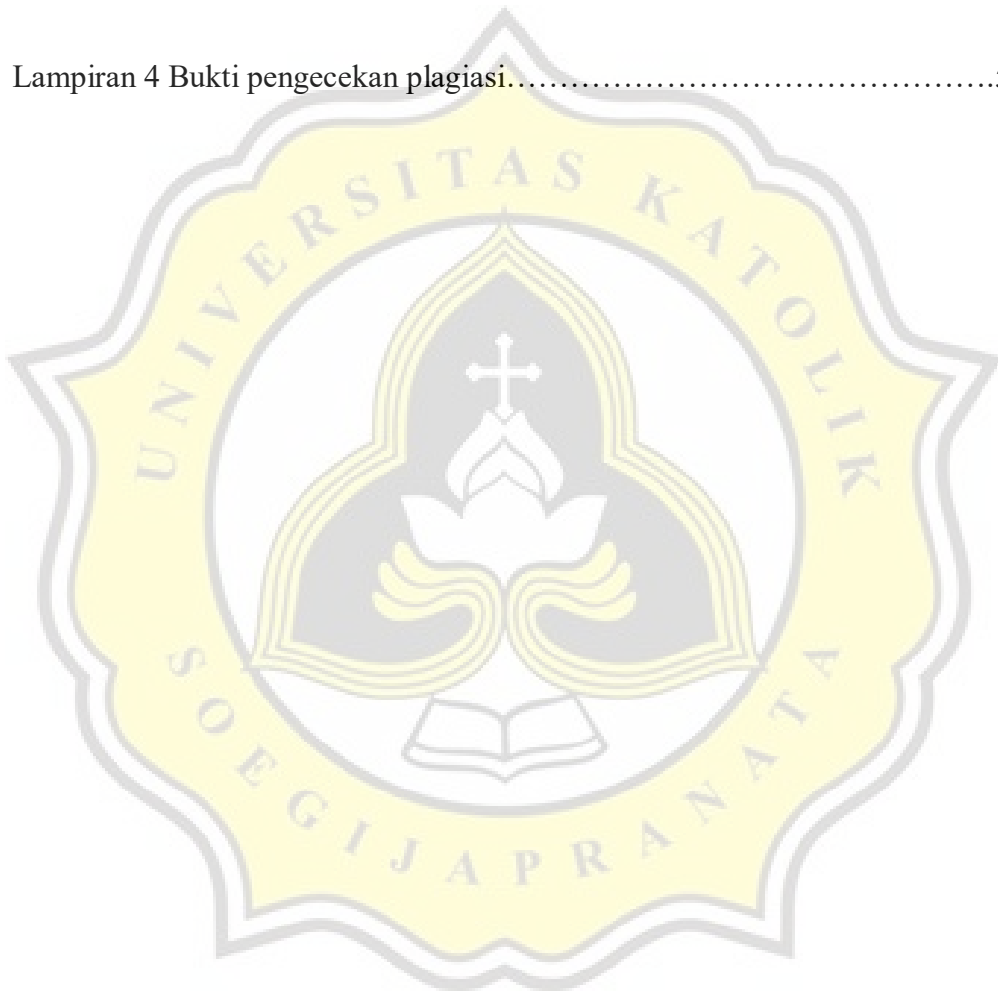 Lampiran 4 Bukti pengecekan plagiasi…………………………………………..
UNIVERSITAS KATOLIK
SOEGIJAPRANATA